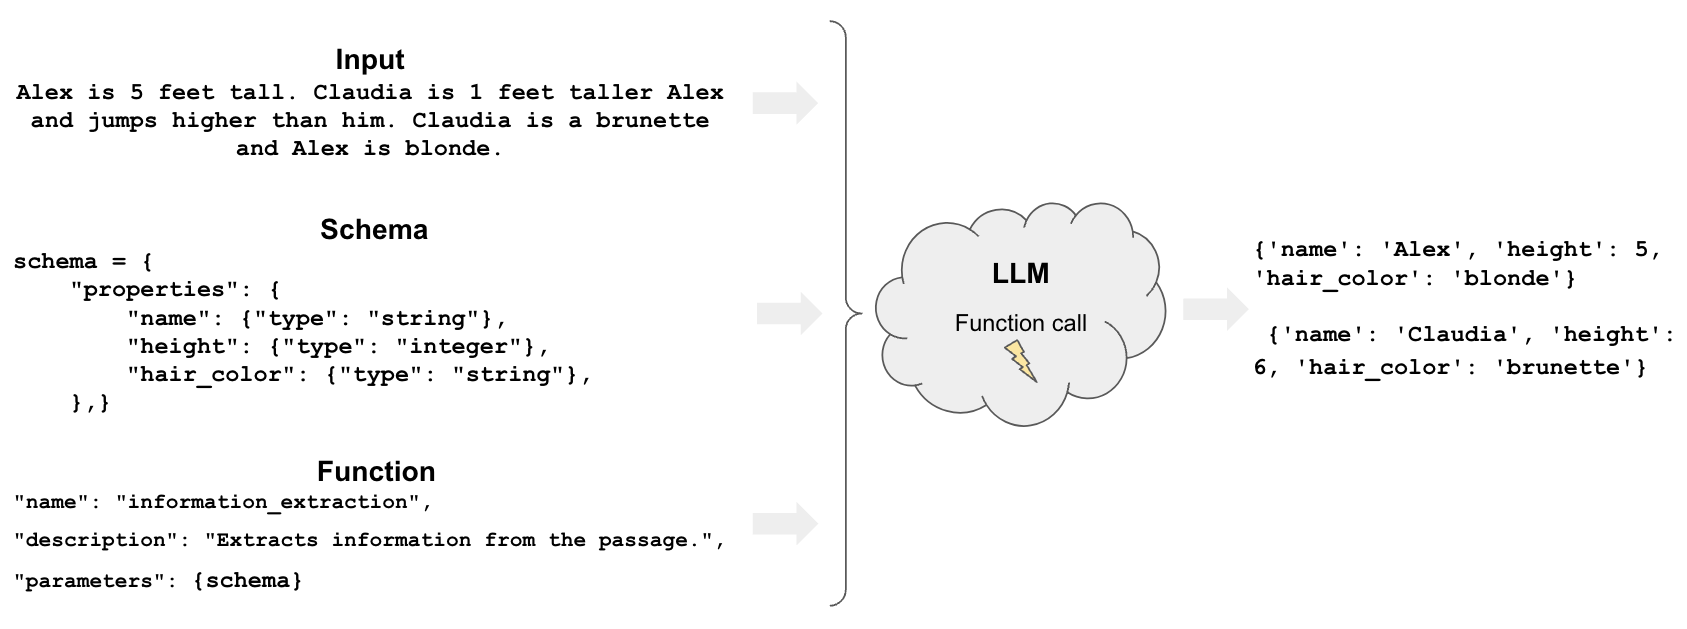 Input
Alex is 5 feet tall. Claudia is 1 feet taller Alex
and jumps higher than him. Claudia is a brunette
and Alex is blonde.
Schema
schema = {
"properties": {
"name": {"type": "string"},
"height": {"type": "integer"},
"hair_color": {"type": "string"},
},}
Function
"name": "information_extraction",
"description": "Extracts information from the passage.",
"parameters": {schema}
LLM
Function call
{'name': 'Alex', 'height': 5,
'hair_color': 'blonde'}
{'name': 'Claudia', 'height':
6, 'hair_color': 'brunette'}